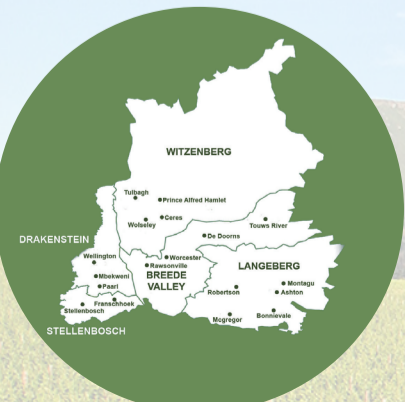 WITZENBERG
Tulbagh
Prince Alfred Hamlet
Wolseley
Ceres
Touws River
De Doorns
DRAKENSTEIN
Wellington
Worcester
Rawsonville
LANGEBERG
BREEDE
VALLEY
Mbekweni
Paarl
Robertson
Montagu
Ashton
Franschhoek
Stellenbosch
Mcgregor
Bonnievale
STELLENBOSCH